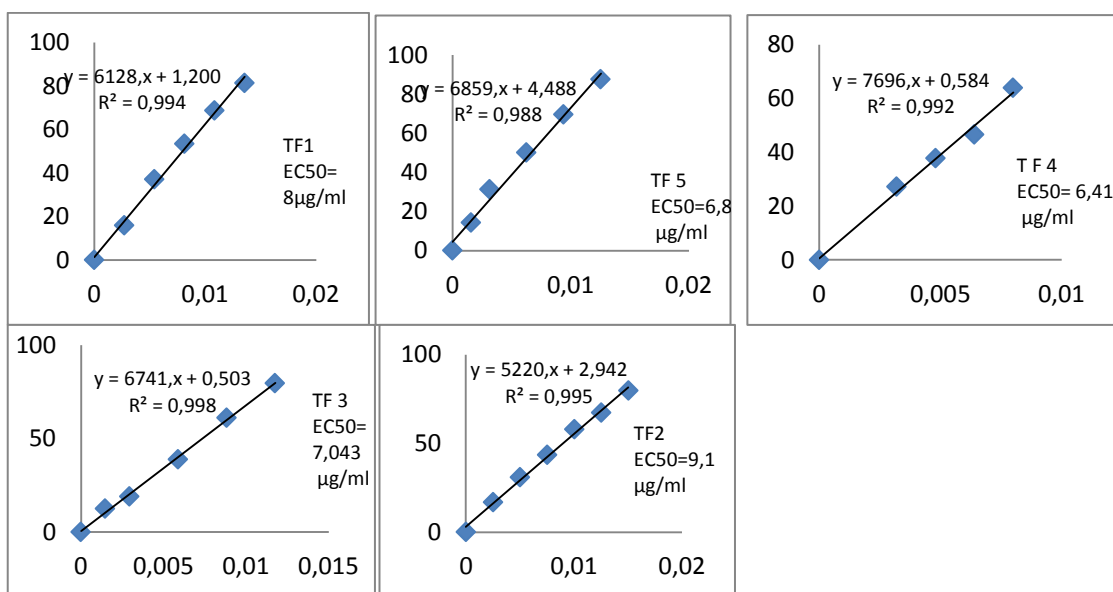 100
80
60
40
20
0
0
0,01
0,02
y = 6128,x + 1,200
R² = 0,994
TF1
EC50=
8µg/ml
100
80
60
40
20
0
0
0,01
0,02
y = 6859,x + 4,488
R² = 0,988
TF 5
EC50=6,8
µg/ml
80
60
40
20
0
0
0,005
0,01
y = 7696,x + 0,584
R² = 0,992
T F 4
EC50= 6,41
µg/ml
100
50
0
0
0,005
0,01
0,015
y = 6741,x + 0,503
R² = 0,998
TF 3
EC50=
7,043
µg/ml
100
50
0
0
0,01
0,02
y = 5220,x + 2,942
R² = 0,995
TF2
EC50=9,1
µg/ml